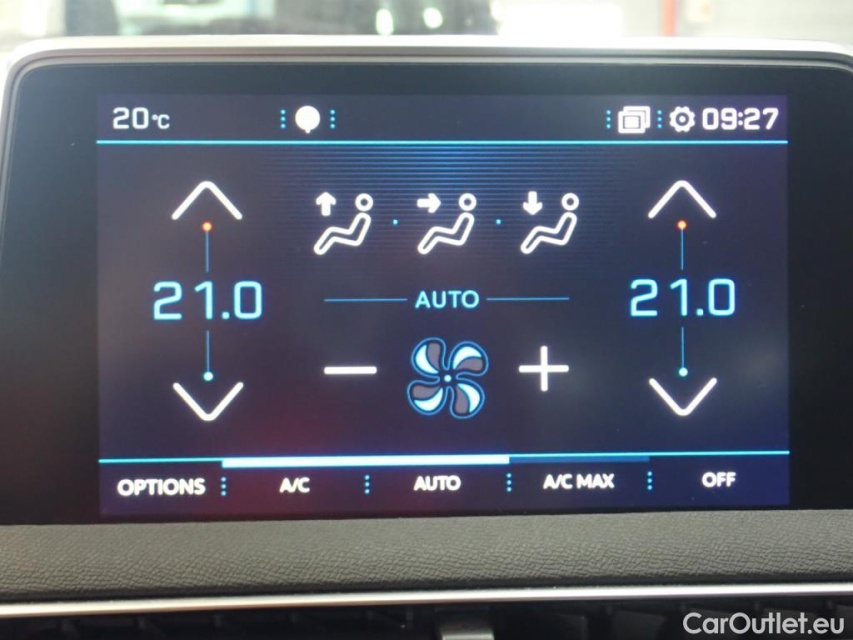 20°C 09:27
21.0 21.0
AUTO
OPTIONS A/C AUTO A/C MAX OFF
CarOutlet.eu